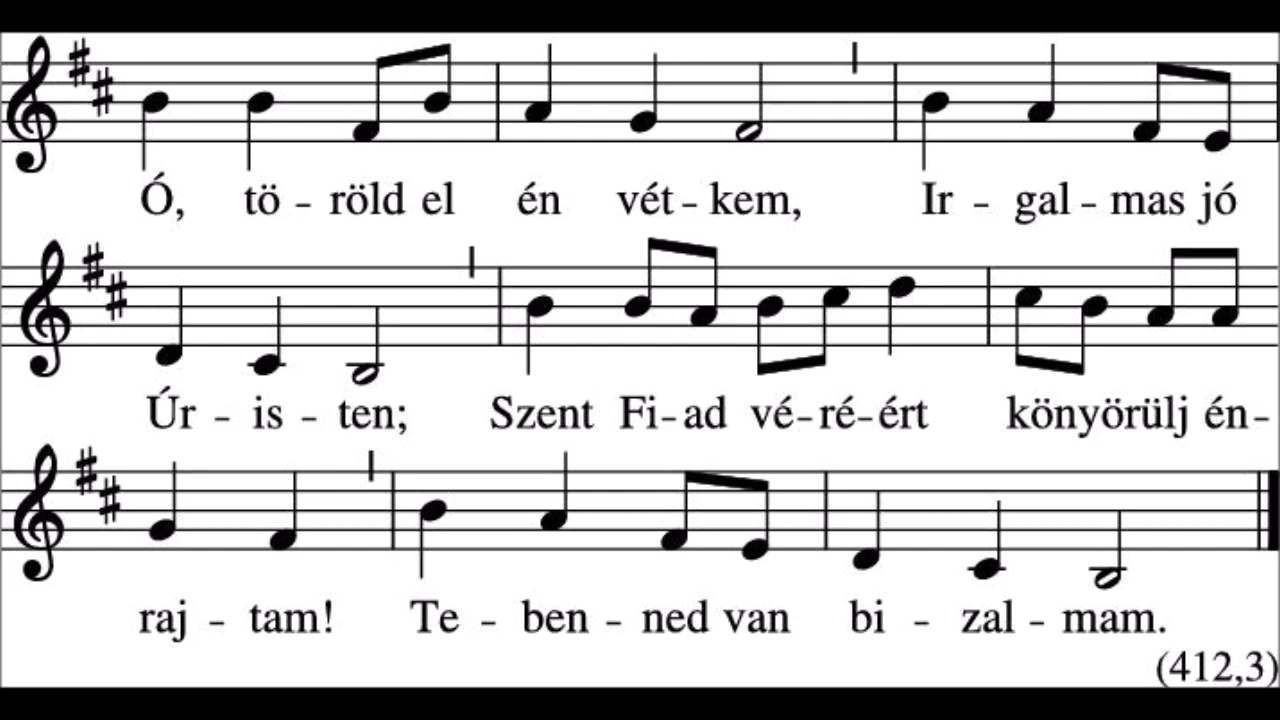 Ó, tö - röld el én vét - kem, Ir - gal - mas jó
Úr - is - ten; Szent Fi - ad vé - ré - ért könyörülj én -
raj - tam! Te - ben - ned van bi - zal - mam.
(412,3)